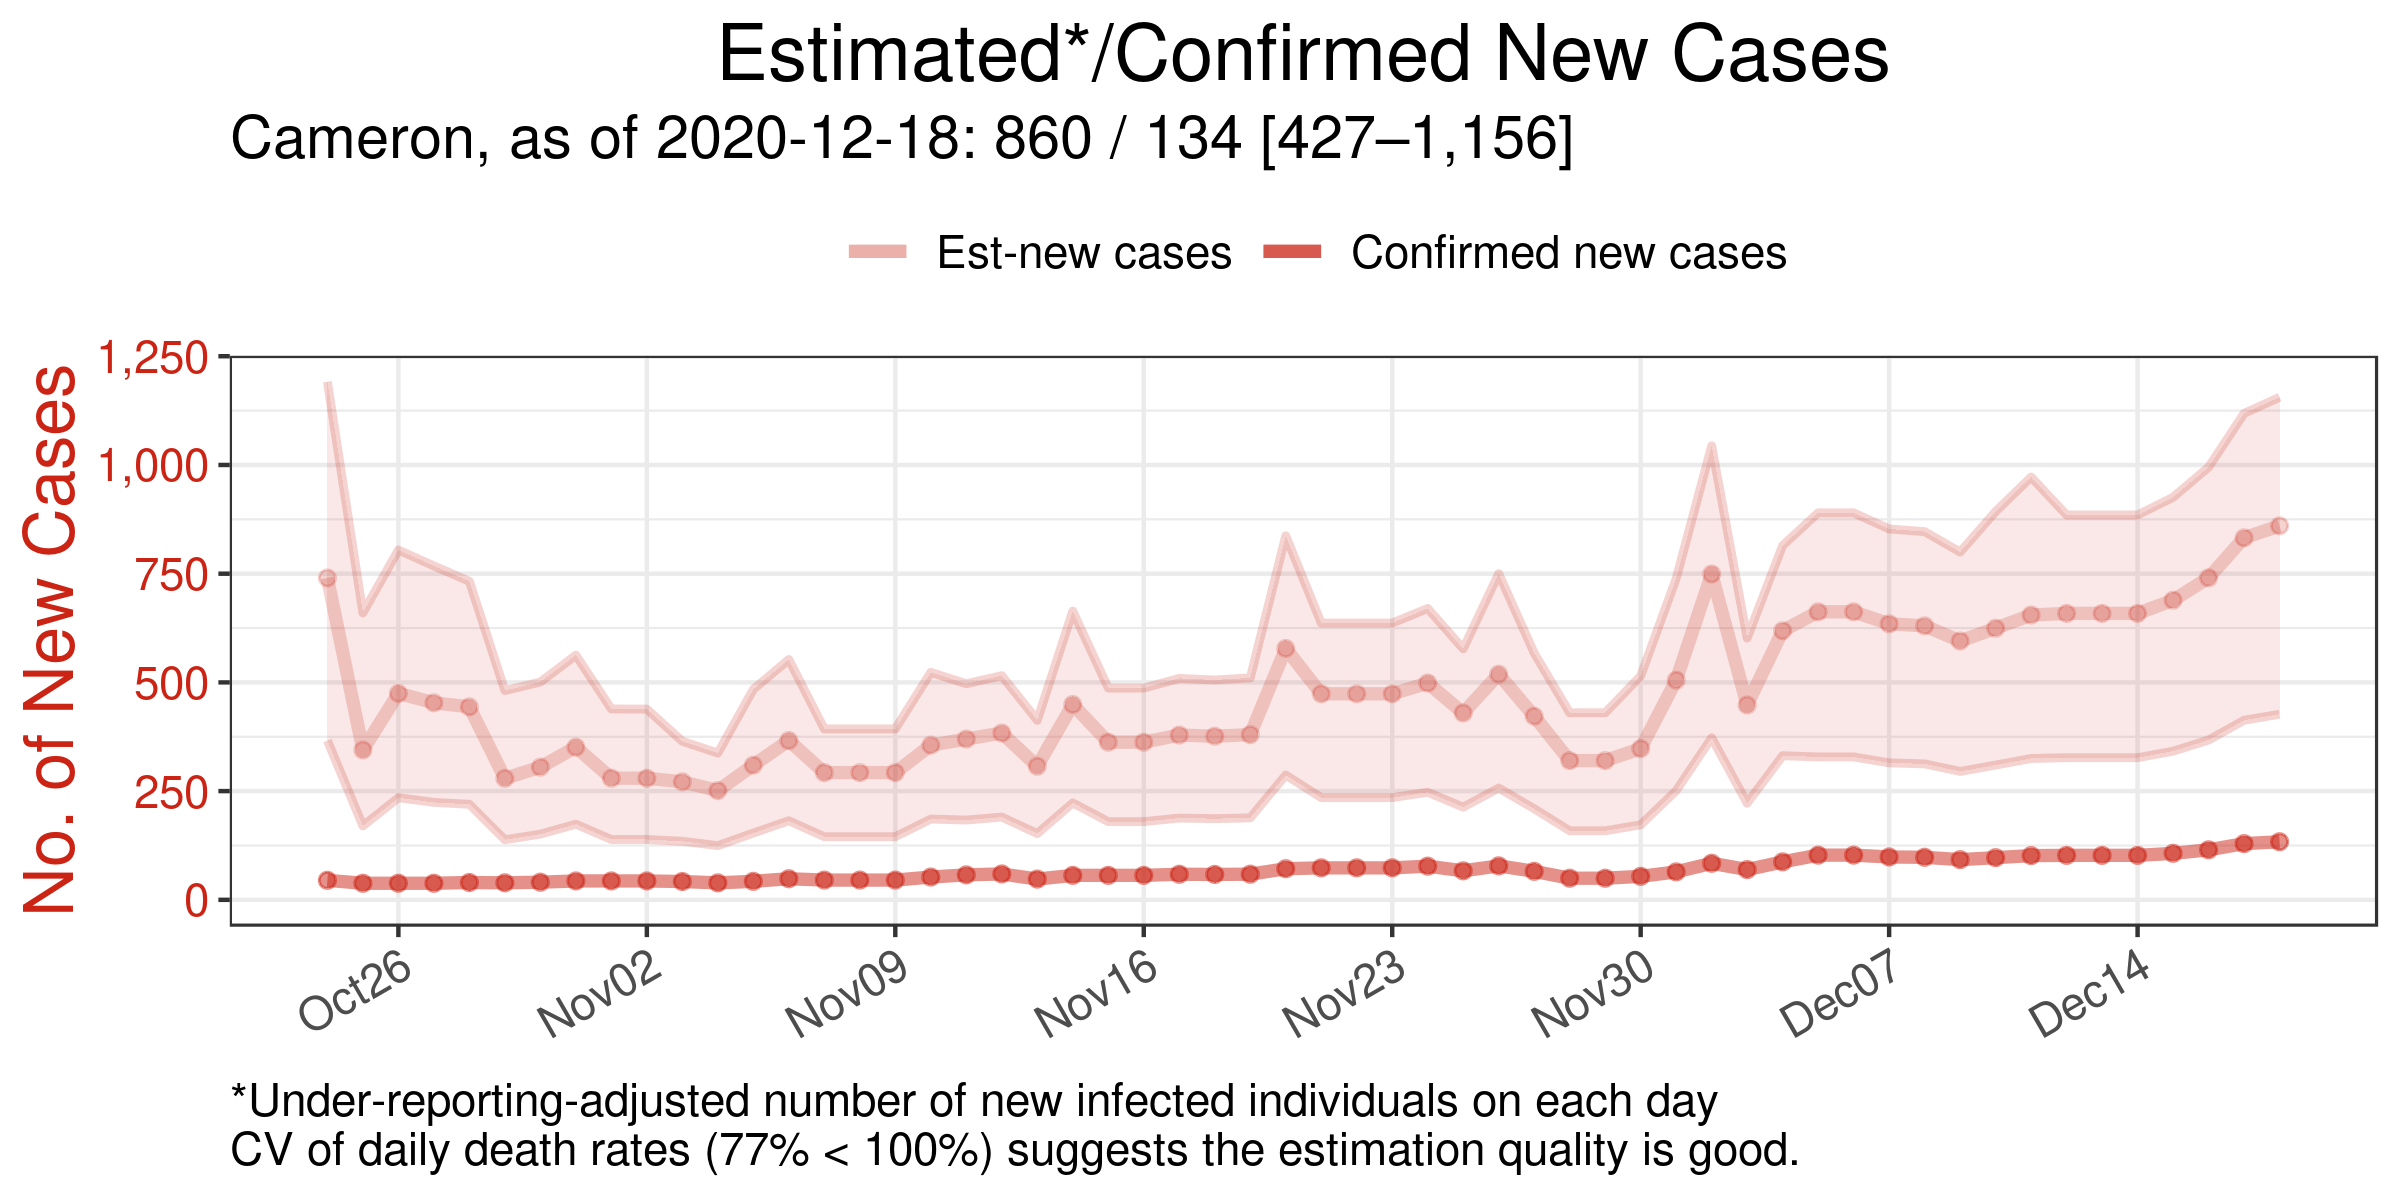 Estimated*/Confirmed New Cases
Cameron, as of 2020-12-18: 860 / 134 [427–1,156]
Est-new cases
Confirmed new cases
No. of New Cases
1,250
1,000
750
500
250
0
Oct26
Nov02
Nov09
Nov16
Nov23
Nov30
Dec07
Dec14
*Under-reporting-adjusted number of new infected individuals on each day
CV of daily death rates (77% < 100%) suggests the estimation quality is good.